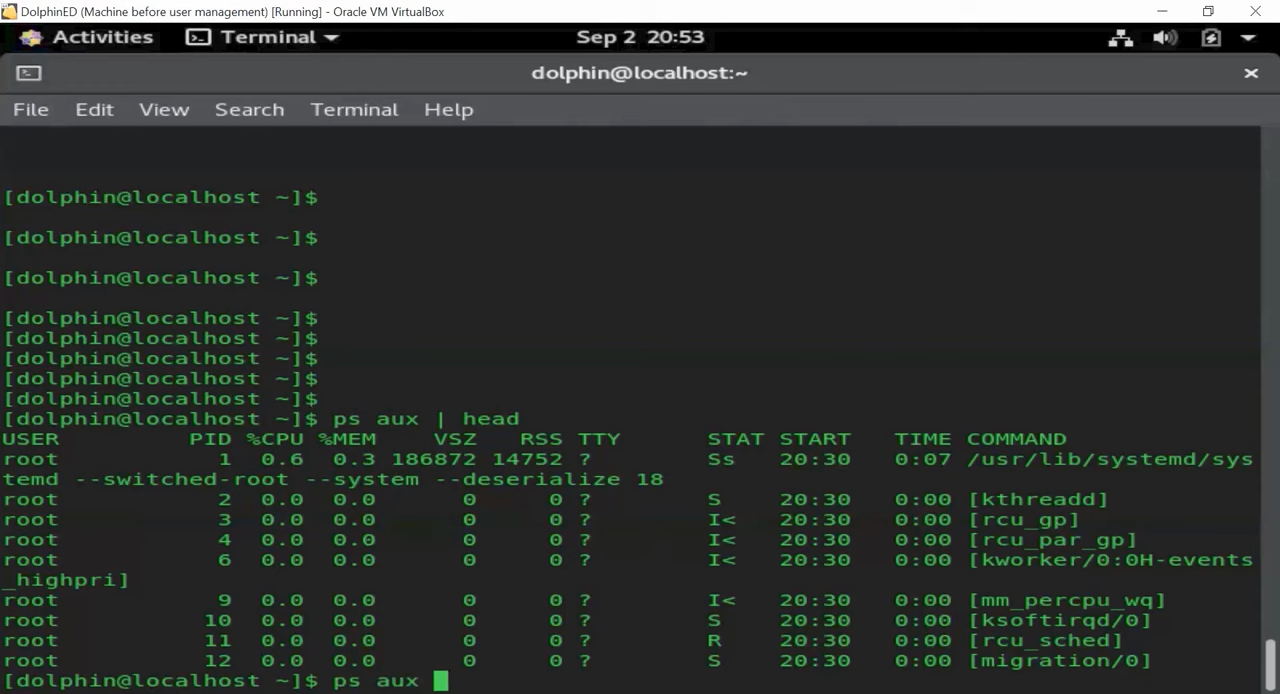 DolphinED (Machine before user management) [Running] - Oracle VM VirtualBox
Activities Terminal Sep 2 20:53
dolphin@localhost:~
File Edit View Search Terminal Help
[dolphin@localhost ~]$
[dolphin@localhost ~]$
[dolphin@localhost ~]$
[dolphin@localhost ~]$
[dolphin@localhost ~]$
[dolphin@localhost ~]$
[dolphin@localhost ~]$
[dolphin@localhost ~]$
[dolphin@localhost ~]$ ps aux | head
USER PID %CPU %MEM VSZ RSS TTY STAT START TIME COMMAND
root 1 0.6 0.3 186872 14752 ? Ss 20:30 0:07 /usr/lib/systemd/sys
temd --switched-root --system --deserialize 18
root 2 0.0 0.0 0 0 ? S 20:30 0:00 [kthreadd]
root 3 0.0 0.0 0 0 ? I< 20:30 0:00 [rcu_gp]
root 4 0.0 0.0 0 0 ? I< 20:30 0:00 [rcu_par_gp]
root 6 0.0 0.0 0 0 ? I< 20:30 0:00 [kworker/0:0H-events
_highpri]
root 9 0.0 0.0 0 0 ? I< 20:30 0:00 [mm_percpu_wq]
root 10 0.0 0.0 0 0 ? S 20:30 0:00 [ksoftirqd/0]
root 11 0.0 0.0 0 0 ? R 20:30 0:00 [rcu_sched]
root 12 0.0 0.0 0 0 ? S 20:30 0:00 [migration/0]
[dolphin@localhost ~]$ ps aux